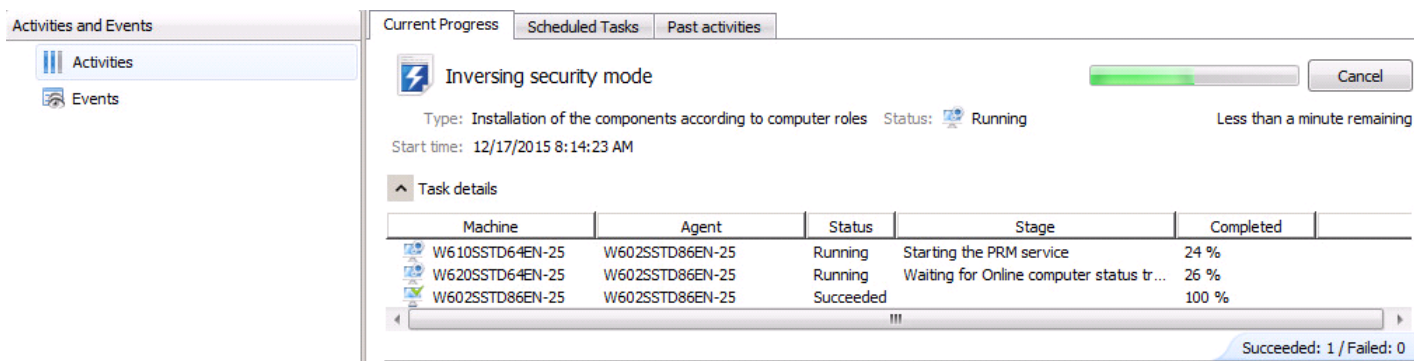 Activities and Events
Activities
Events
Current Progress Scheduled Tasks Past activities
Inversing security mode Cancel
Type: Installation of the components according to computer roles Status: Running Less than a minute remaining
Start time: 12/17/2015 8:14:23 AM
Task details
Machine Agent Status Stage Completed
W610SSTD64EN-25 W602SSTD86EN-25 Running Starting the PRM service 24 %
W620SSTD64EN-25 W602SSTD86EN-25 Running Waiting for Online computer status tr... 26 %
W602SSTD86EN-25 W602SSTD86EN-25 Succeeded 100 %
Succeeded: 1 / Failed: 0